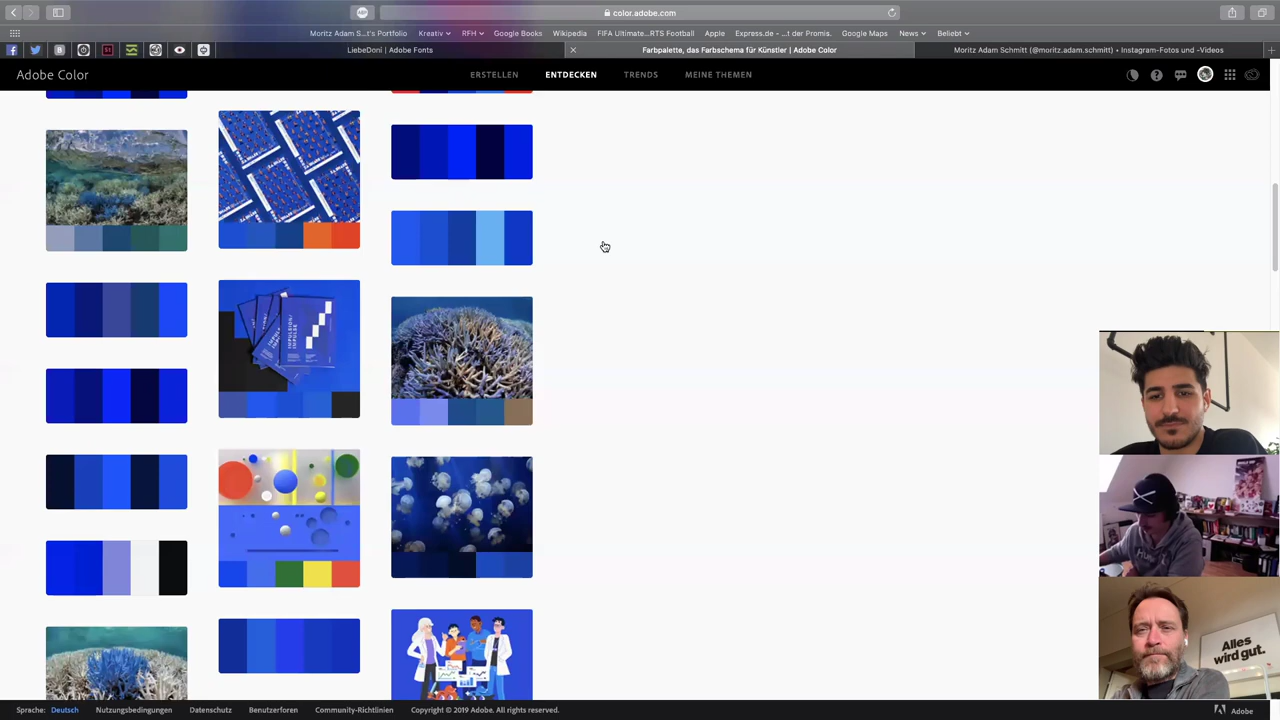 color.adobe.com
Moritz Adam S...t's Portfolio Kreativ RFH Google Books Wikipedia FIFA Ultimate...RTS Football Apple Express.de -...t der Promis. Google Maps News Beliebt
LiebeDoni | Adobe Fonts
Farbpalette, das Farbschema für Künstler | Adobe Color
Moritz Adam Schmitt (@moritz.adam.schmitt) • Instagram-Fotos und -Videos
Adobe Color
ERSTELLEN ENTDECKEN TRENDS MEINE THEMEN
IMPULSION/
IMPULSE
Alles
wird gut.
Sprache: Deutsch Nutzungsbedingungen Datenschutz Benutzerforen Community-Richtlinien Copyright © 2019 Adobe. All rights reserved.
Adobe